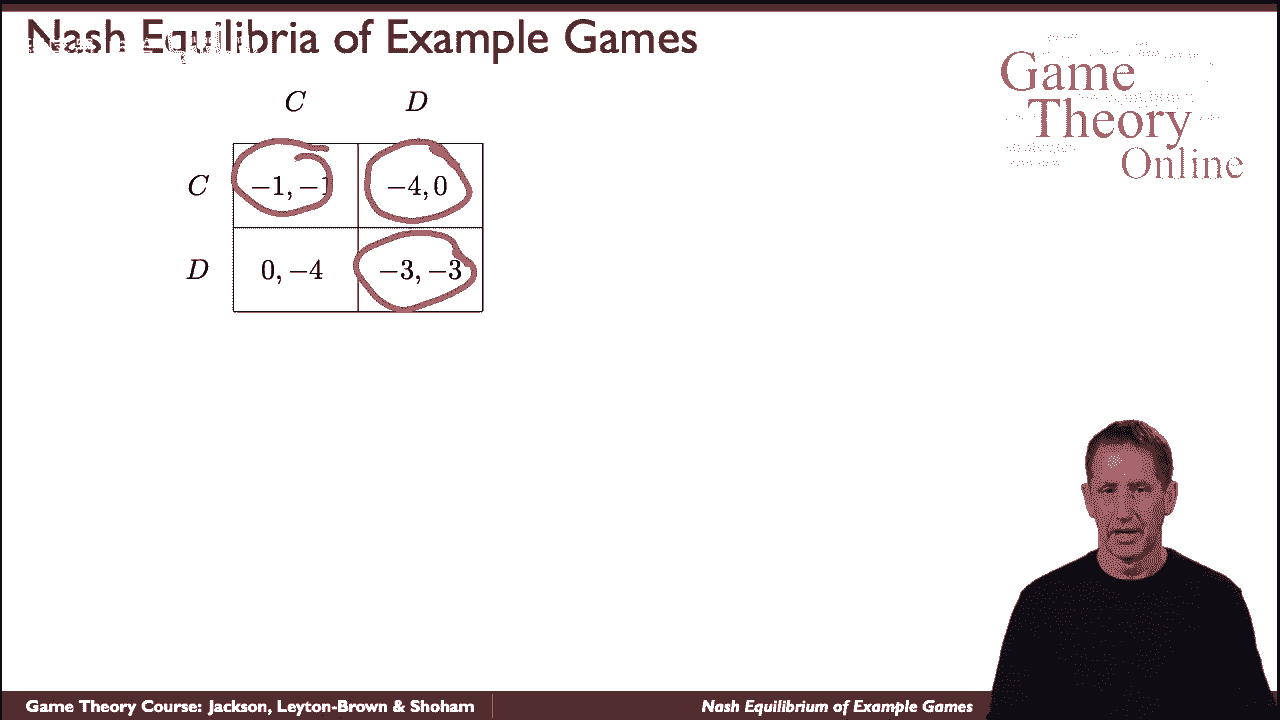 Nash Equilibria of Example Games
Game
Theory
Online
C D
C −1, −1 −4, 0
D 0, −4 −3, −3
Game Theory Course: Jackson, Leyton-Brown & Shoham
Nash Equilibrium of Example Games